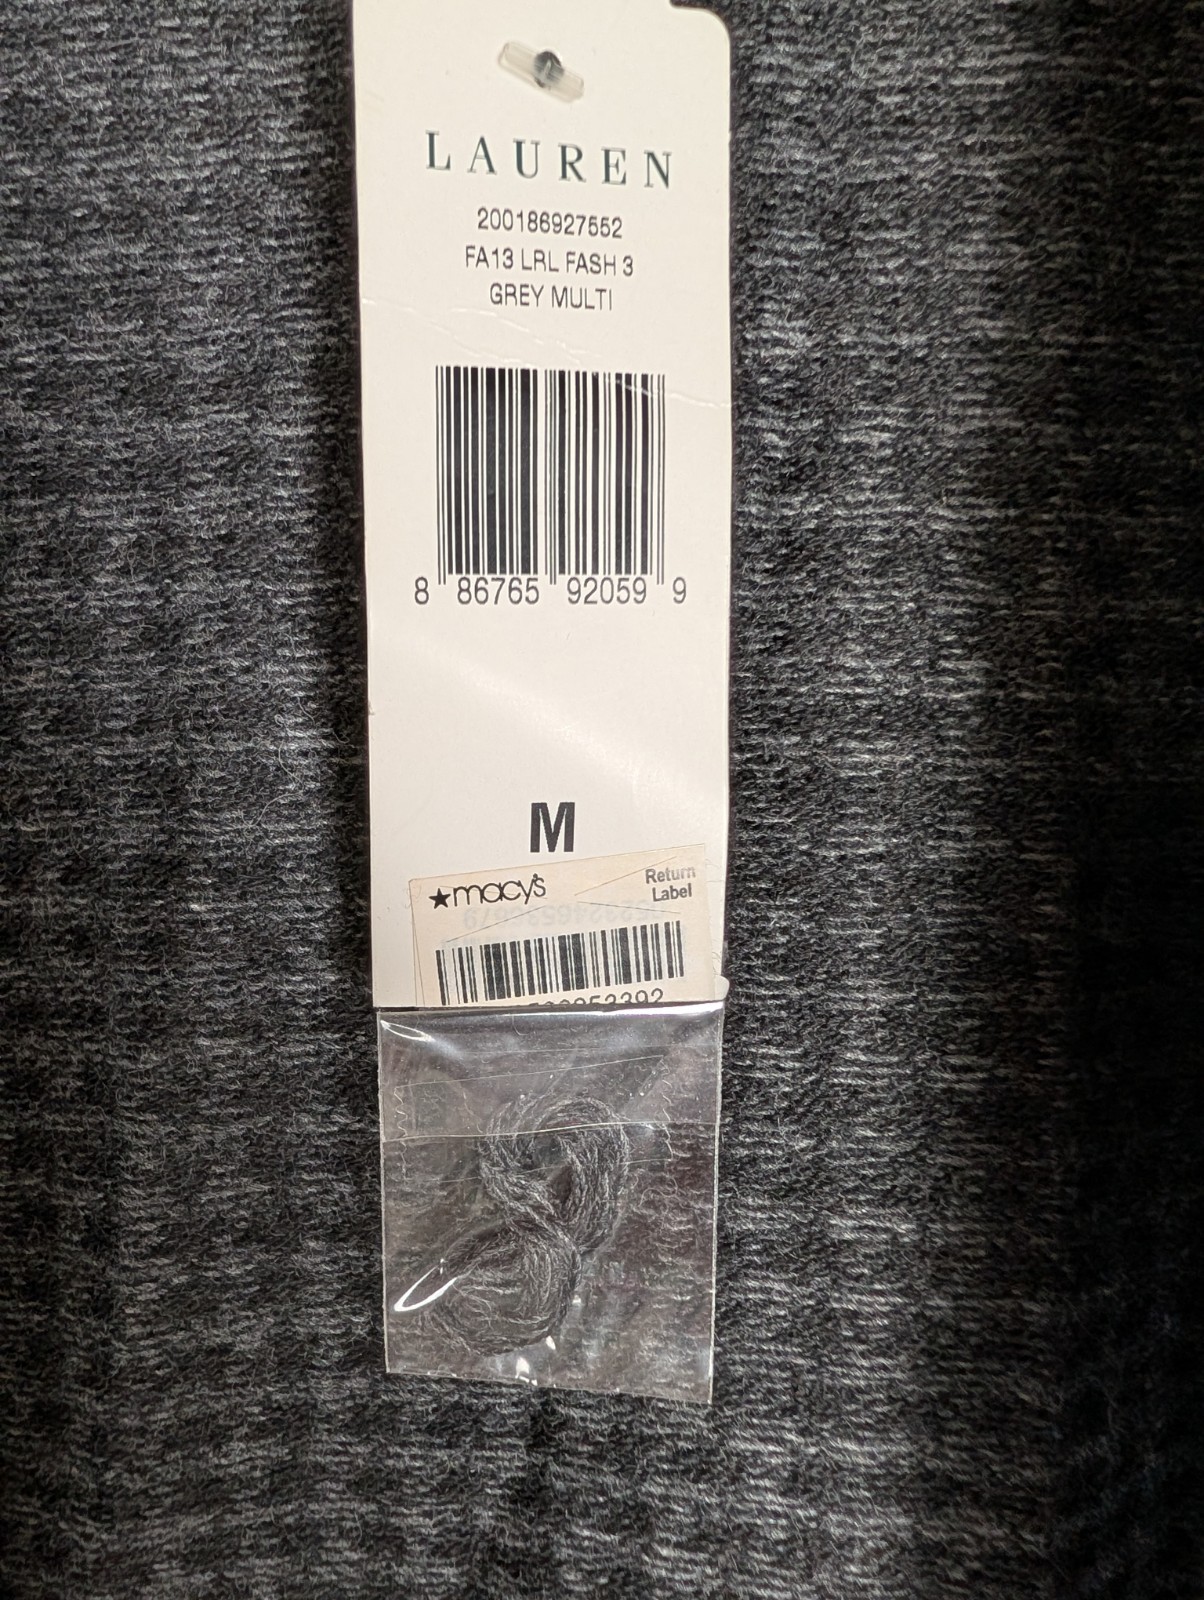 LAUREN
200186927552
FA13 LRL FASH 3
GREY MULTI
8 86765 92059 9
M
macy's
Return
Label